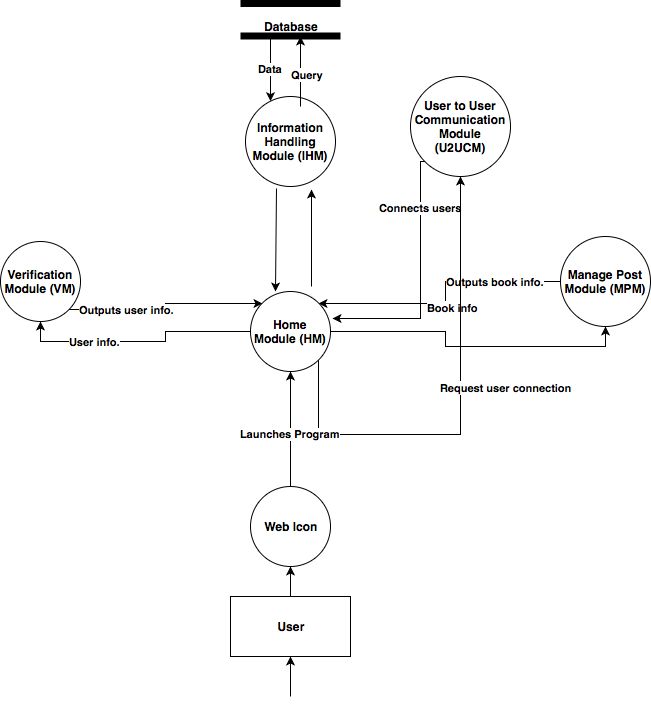 Database
Data
Query
Information
Handling
Module (IHM)
User to User
Communication
Module
(U2UCM)
Connects users
Verification
Module (VM)
Outputs user info.
User info.
Home
Module (HM)
Outputs book info.
Book info
Manage Post
Module (MPM)
Request user connection
Launches Program
Web Icon
User